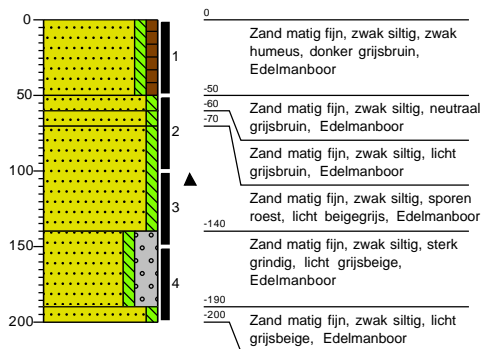 0
50
100
150
200
1
2
3
4
0
Zand matig fijn, zwak siltig, zwak
humeus, donker grijsbruin,
Edelmanboor
-50
Zand matig fijn, zwak siltig, neutraal
grijsbruin, Edelmanboor
-60
Zand matig fijn, zwak siltig, licht
grijsbruin, Edelmanboor
-70
Zand matig fijn, zwak siltig, sporen
roest, licht beigegrijs, Edelmanboor
-140
Zand matig fijn, zwak siltig, sterk
grindig, licht grijsbeige,
Edelmanboor
-190
Zand matig fijn, zwak siltig, licht
grijsbeige, Edelmanboor
-200